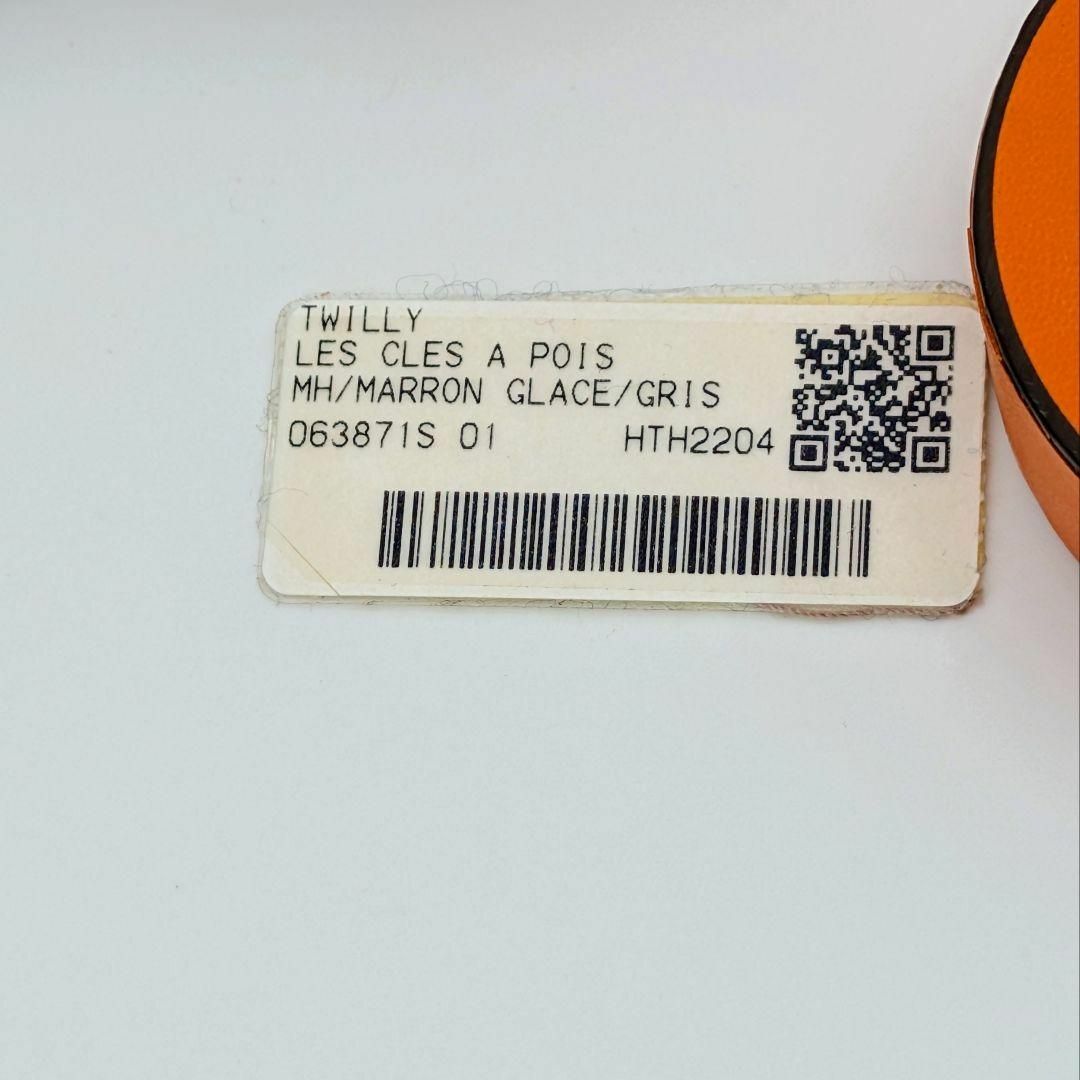 TWILLY
LES CLES A POIS
MH/MARRON GLACE/GRIS
063871S 01 HTH2204